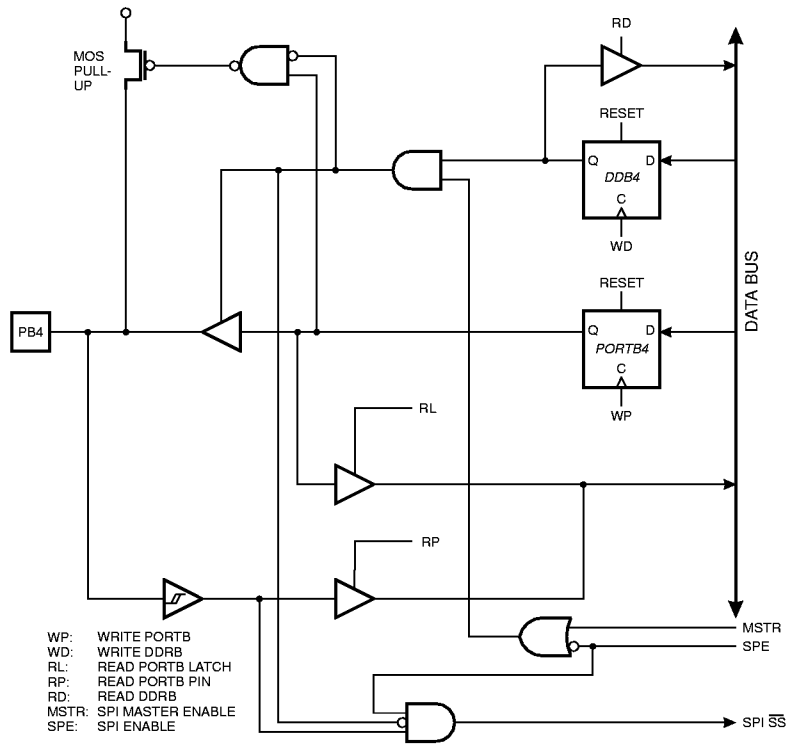 RD
MOS
PULL-
UP
RESET
Q D
DDB4
C
WD
DATA BUS
RESET
PB4
Q D
PORTB4
C
WP
RL
RP
MSTR
SPE
WP: WRITE PORTB
WD: WRITE DDRB
RL: READ PORTB LATCH
RP: READ PORTB PIN
RD: READ DDRB
MSTR: SPI MASTER ENABLE
SPE: SPI ENABLE
SPI S̅S̅